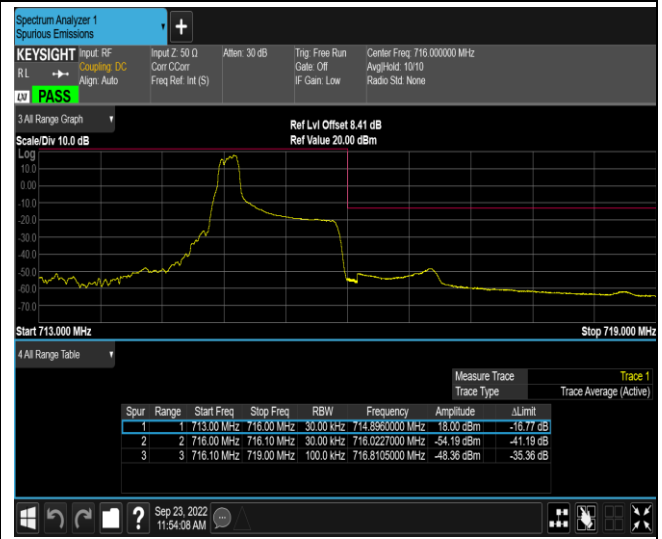 Spectrum Analyzer 1
Spurious Emissions
KEYSIGHT Input: RF Input Z: 50 Ω Atten: 30 dB Trig: Free Run Center Freq: 716.000000 MHz
RL Coupling: DC Corr CCorr Gate: Off Avg|Hold: 10/10
Align: Auto Freq Ref: Int (S) IF Gain: Low Radio Std: None
LXI PASS
3 All Range Graph
Ref Lvl Offset 8.41 dB
Scale/Div 10.0 dB Ref Value 20.00 dBm
Log
10.0
0.00
-10.0
-20.0
-30.0
-40.0
-50.0
-60.0
-70.0
Start 713.000 MHz Stop 719.000 MHz
4 All Range Table
Measure Trace Trace 1
Trace Type Trace Average (Active)
Spur Range Start Freq Stop Freq RBW Frequency Amplitude ΔLimit
1 1 713.00 MHz 716.00 MHz 30.00 kHz 714.8960000 MHz 18.00 dBm -16.77 dB
2 2 716.00 MHz 716.10 MHz 30.00 kHz 716.0227000 MHz -54.19 dBm -41.19 dB
3 3 716.10 MHz 719.00 MHz 100.0 kHz 716.8105000 MHz -48.36 dBm -35.36 dB
? Sep 23, 2022
11:54:08 AM